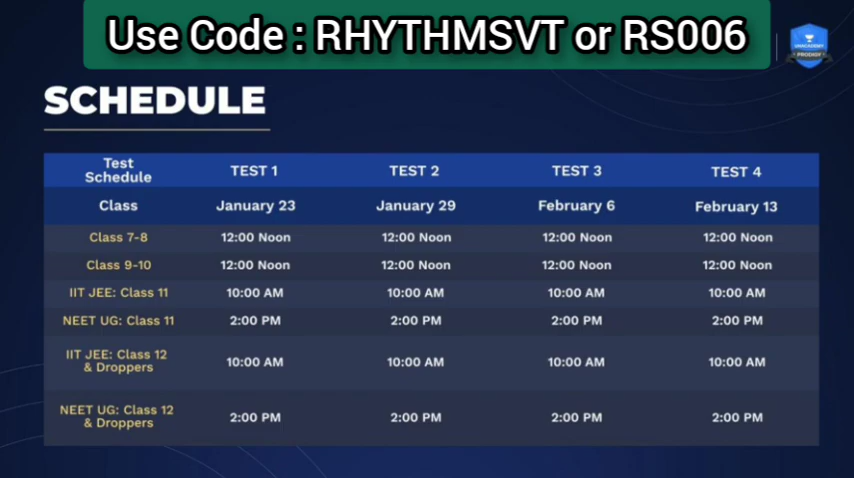 Use Code : RHYTHMSVT or RS006
UNACADEMY
PRODIGY
SCHEDULE
Test Schedule TEST 1 TEST 2 TEST 3 TEST 4
Class January 23 January 29 February 6 February 13
Class 7-8 12:00 Noon 12:00 Noon 12:00 Noon 12:00 Noon
Class 9-10 12:00 Noon 12:00 Noon 12:00 Noon 12:00 Noon
IIT JEE: Class 11 10:00 AM 10:00 AM 10:00 AM 10:00 AM
NEET UG: Class 11 2:00 PM 2:00 PM 2:00 PM 2:00 PM
IIT JEE: Class 12 & Droppers 10:00 AM 10:00 AM 10:00 AM 10:00 AM
NEET UG: Class 12 & Droppers 2:00 PM 2:00 PM 2:00 PM 2:00 PM